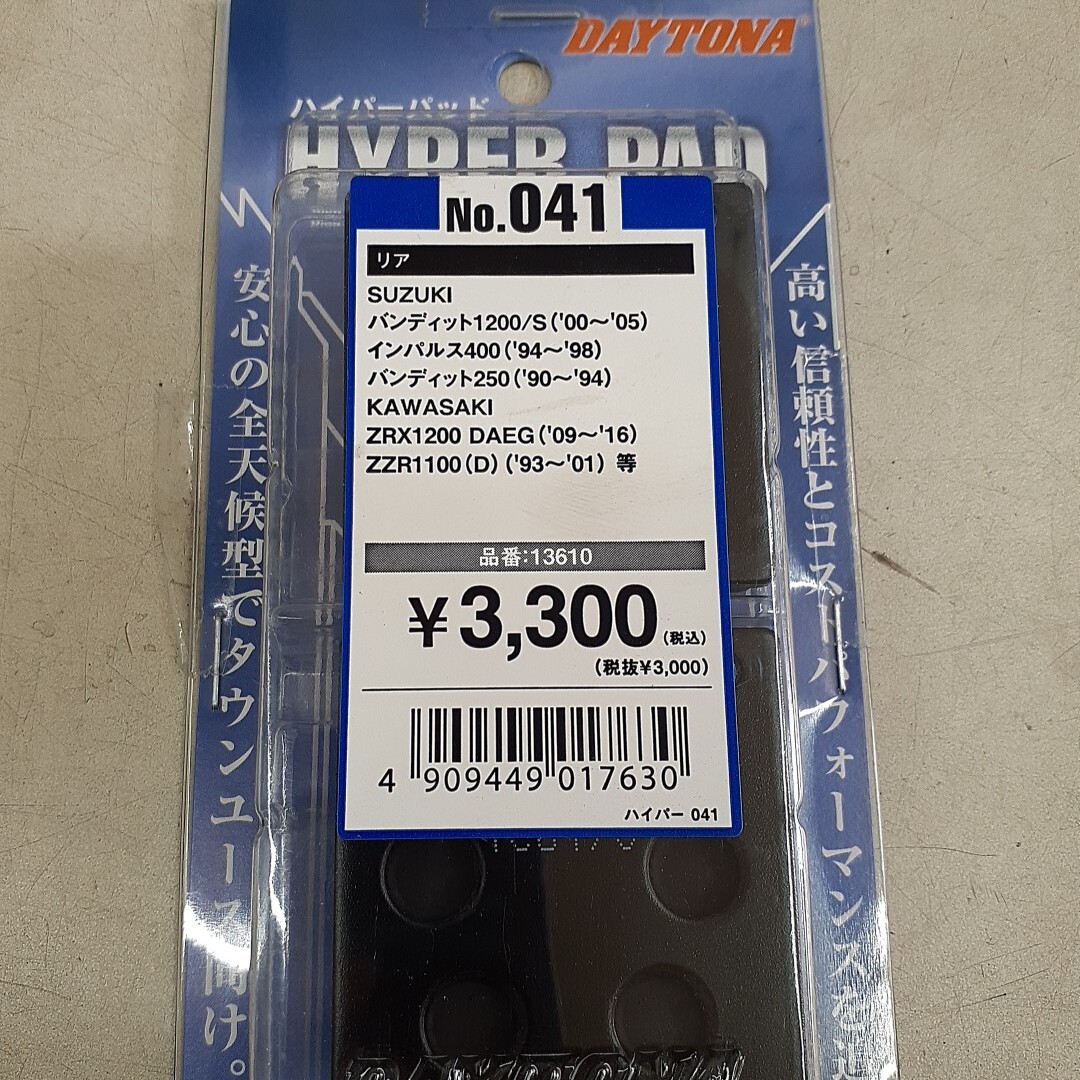 DAYTONA
ハイパーパッド
HYPER PAD
No.041
リア
SUZUKI
バンディット1200/S('00〜'05)
インパルス400('94〜'98)
バンディット250('90〜'94)
KAWASAKI
ZRX1200 DAEG('09〜'16)
ZZR1100(D)('93〜'01) 等
品番:13610
¥3,300(税込)
(税抜¥3,000)
4 909449 017630
ハイパー 041
高い信頼性とコストパフォーマンスを追
安心の全天候型でタウンユース向け。
DAYTONA